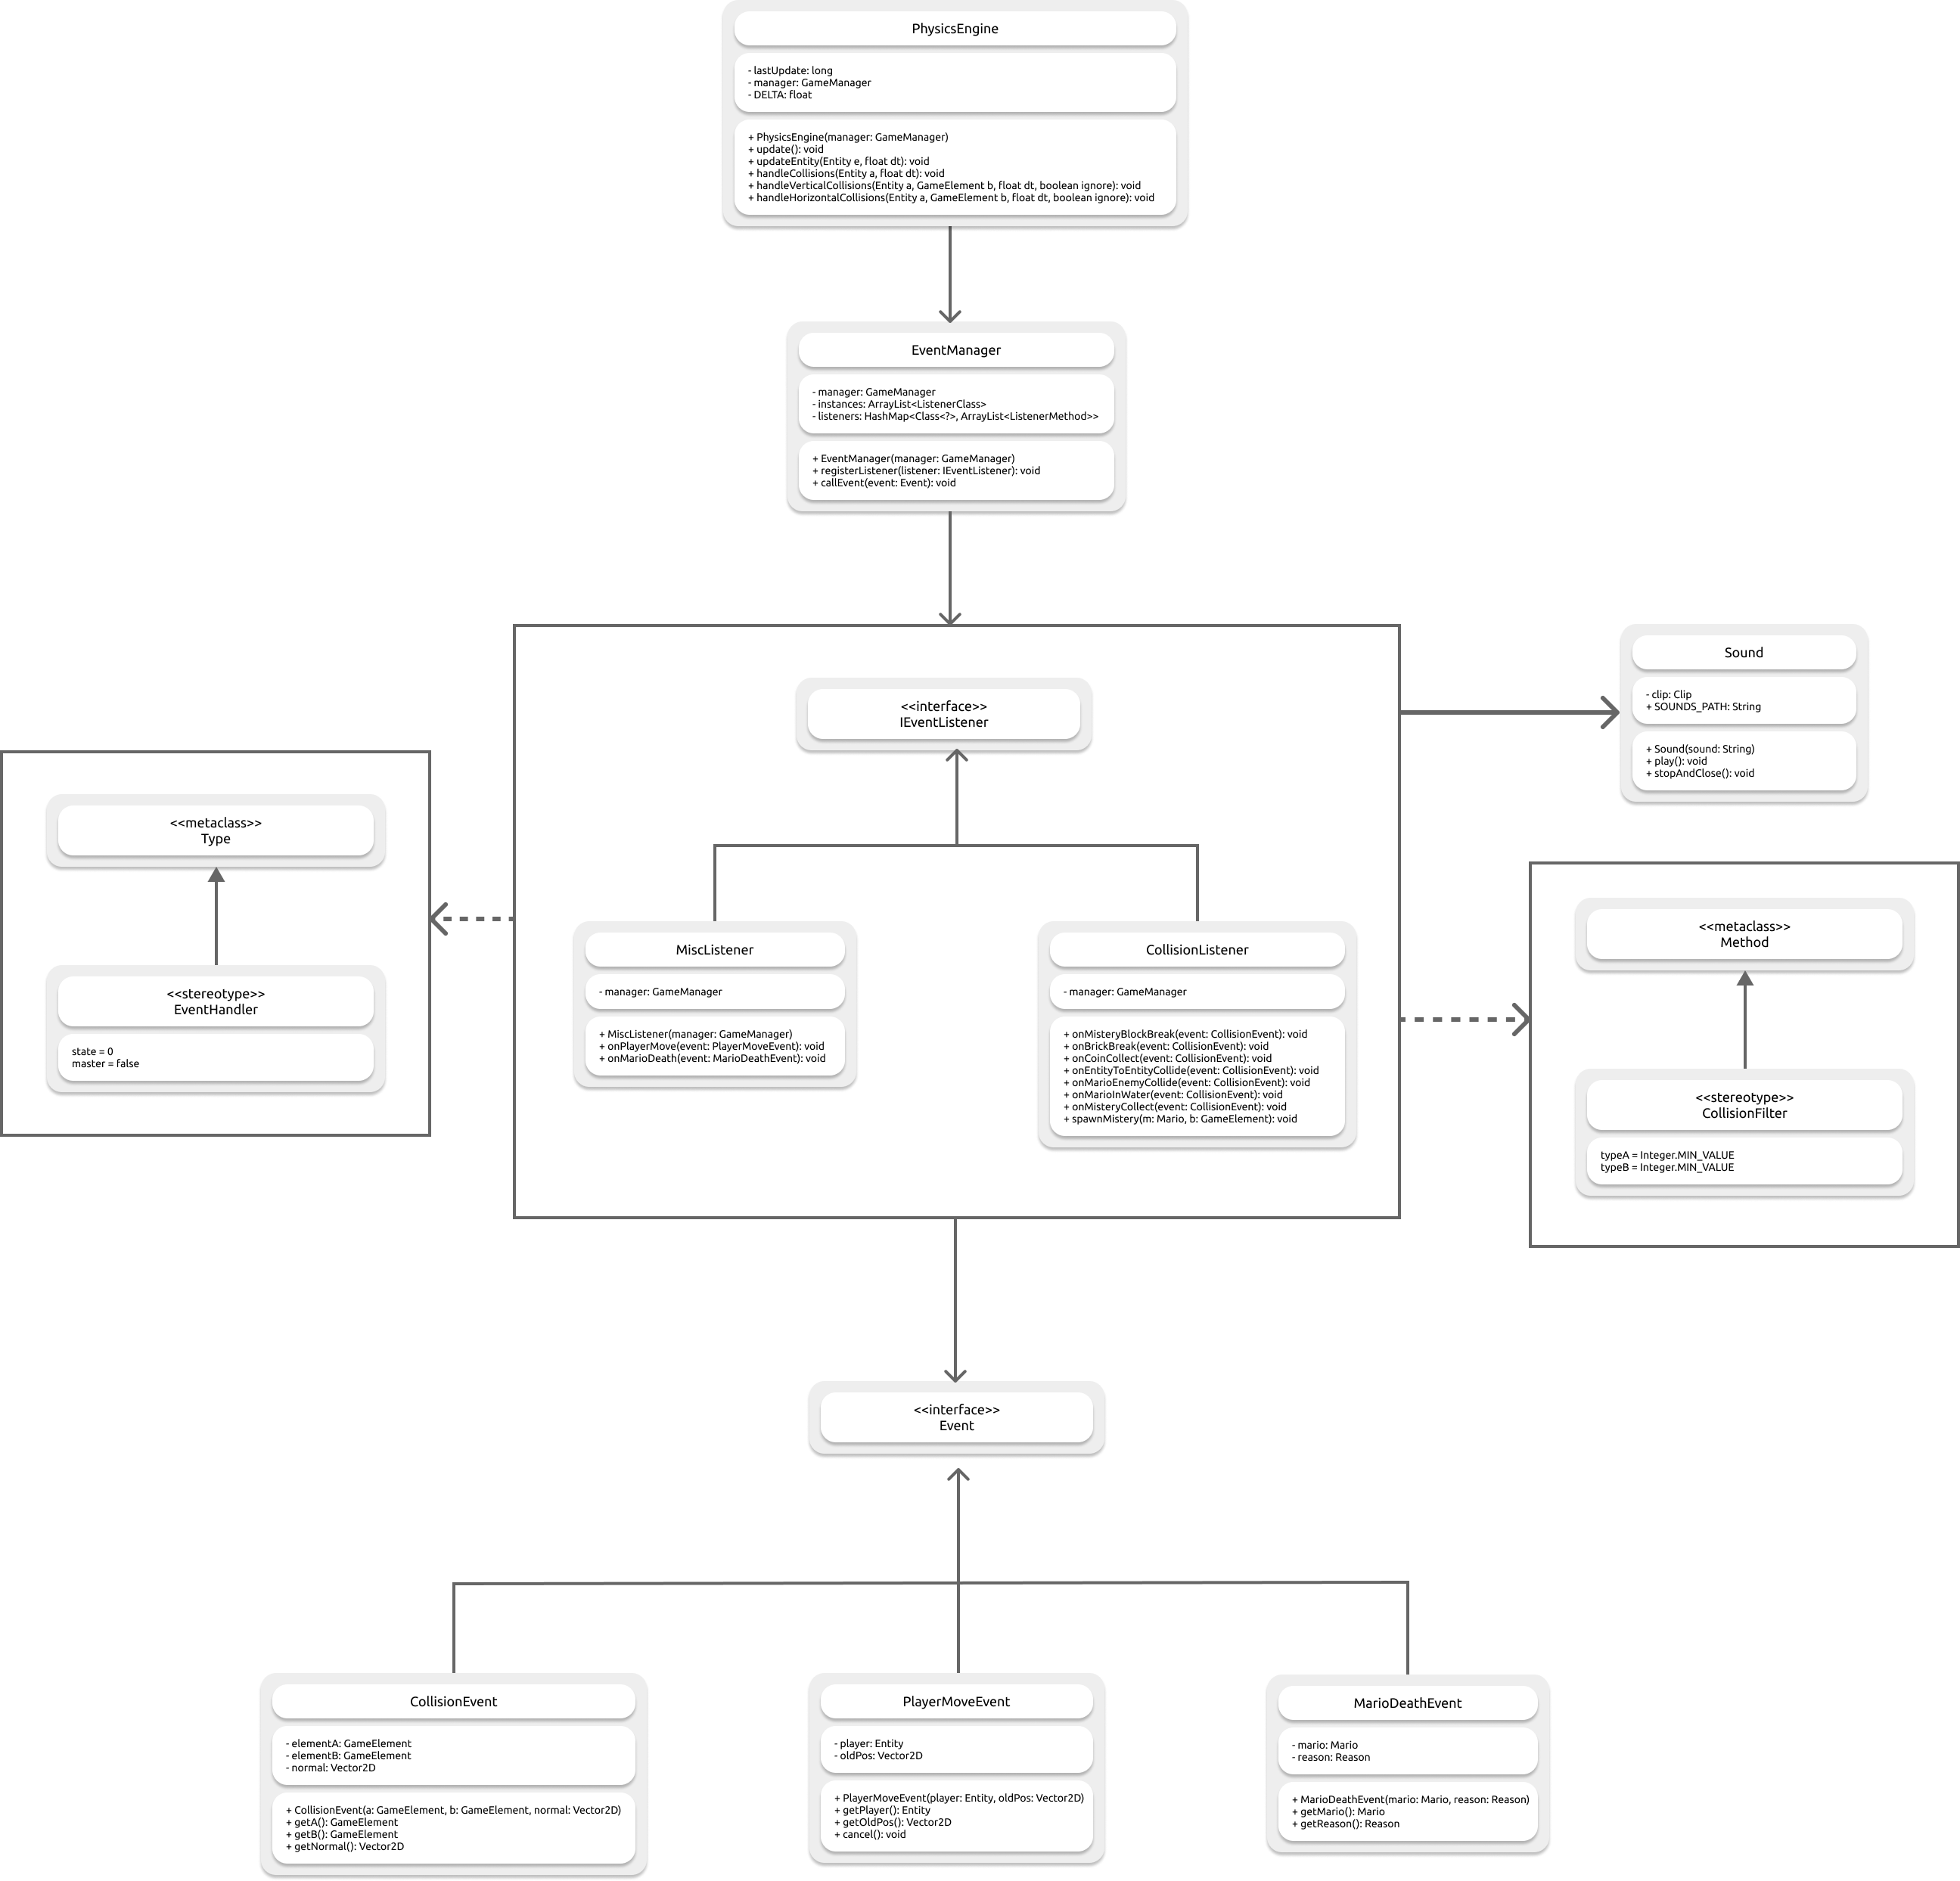 PhysicsEngine
- lastUpdate: long
- manager: GameManager
- DELTA: float
+ PhysicsEngine(manager: GameManager)
+ update(): void
+ updateEntity(Entity e, float dt): void
+ handleCollisions(Entity a, float dt): void
+ handleVerticalCollisions(Entity a, GameElement b, float dt, boolean ignore): void
+ handleHorizontalCollisions(Entity a, GameElement b, float dt, boolean ignore): void
EventManager
- manager: GameManager
- instances: ArrayList<ListenerClass>
- listeners: HashMap<Class<?>, ArrayList<ListenerMethod>>
+ EventManager(manager: GameManager)
+ registerListener(listener: IEventListener): void
+ callEvent(event: Event): void
<<interface>>
IEventListener
Sound
- clip: Clip
+ SOUNDS_PATH: String
+ Sound(sound: String)
+ play(): void
+ stopAndClose(): void
<<metaclass>>
Type
<<stereotype>>
EventHandler
state = 0
master = false
MiscListener
- manager: GameManager
+ MiscListener(manager: GameManager)
+ onPlayerMove(event: PlayerMoveEvent): void
+ onMarioDeath(event: MarioDeathEvent): void
CollisionListener
- manager: GameManager
+ onMisteryBlockBreak(event: CollisionEvent): void
+ onBrickBreak(event: CollisionEvent): void
+ onCoinCollect(event: CollisionEvent): void
+ onEntityToEntityCollide(event: CollisionEvent): void
+ onMarioEnemyCollide(event: CollisionEvent): void
+ onMarioInWater(event: CollisionEvent): void
+ onMisteryCollect(event: CollisionEvent): void
+ spawnMistery(m: Mario, b: GameElement): void
<<metaclass>>
Method
<<stereotype>>
CollisionFilter
typeA = Integer.MIN_VALUE
typeB = Integer.MIN_VALUE
<<interface>>
Event
CollisionEvent
- elementA: GameElement
- elementB: GameElement
- normal: Vector2D
+ CollisionEvent(a: GameElement, b: GameElement, normal: Vector2D)
+ getA(): GameElement
+ getB(): GameElement
+ getNormal(): Vector2D
PlayerMoveEvent
- player: Entity
- oldPos: Vector2D
+ PlayerMoveEvent(player: Entity, oldPos: Vector2D)
+ getPlayer(): Entity
+ getOldPos(): Vector2D
+ cancel(): void
MarioDeathEvent
- mario: Mario
- reason: Reason
+ MarioDeathEvent(mario: Mario, reason: Reason)
+ getMario(): Mario
+ getReason(): Reason